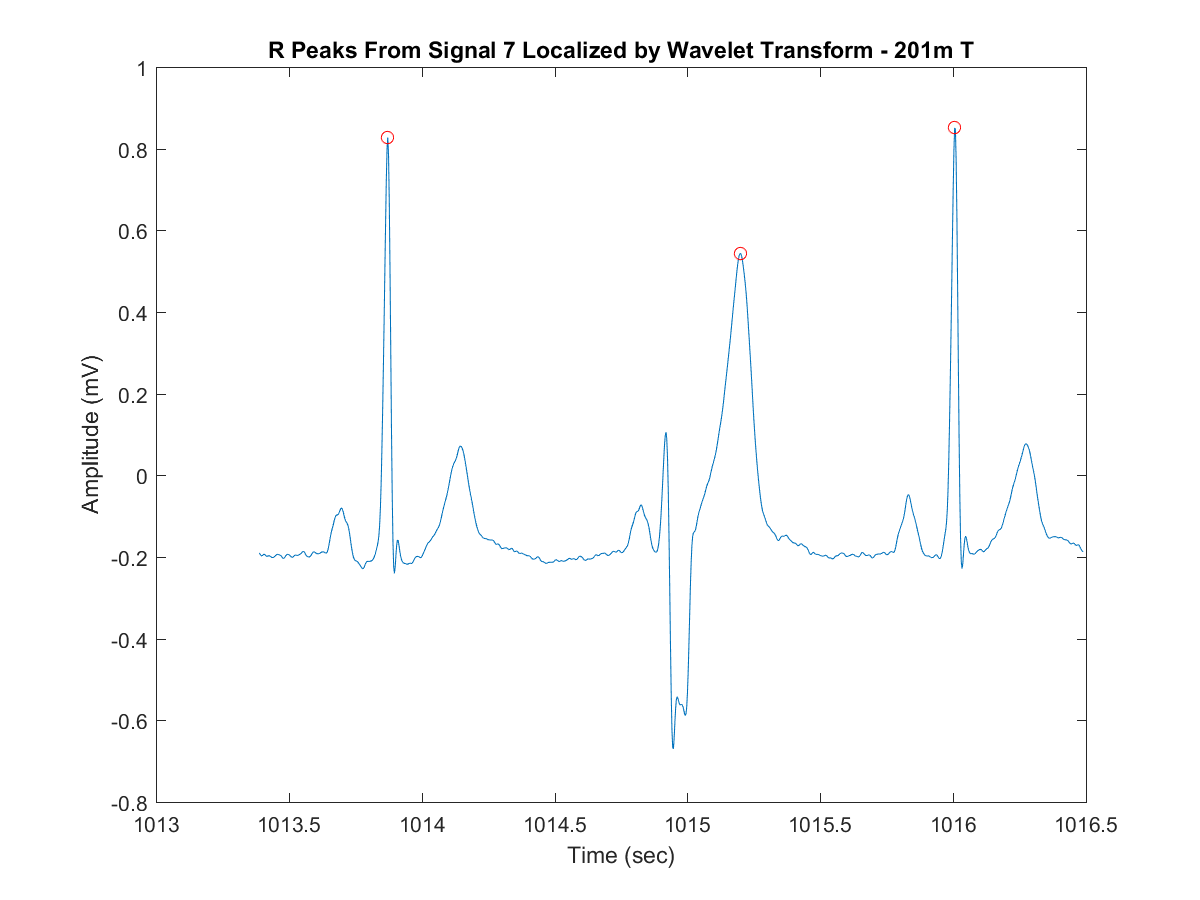 R Peaks From Signal 7 Localized by Wavelet Transform - 201m T
1
0.8
0.6
0.4
0.2
0
-0.2
-0.4
-0.6
-0.8
Amplitude (mV)
1013 1013.5 1014 1014.5 1015 1015.5 1016 1016.5
Time (sec)